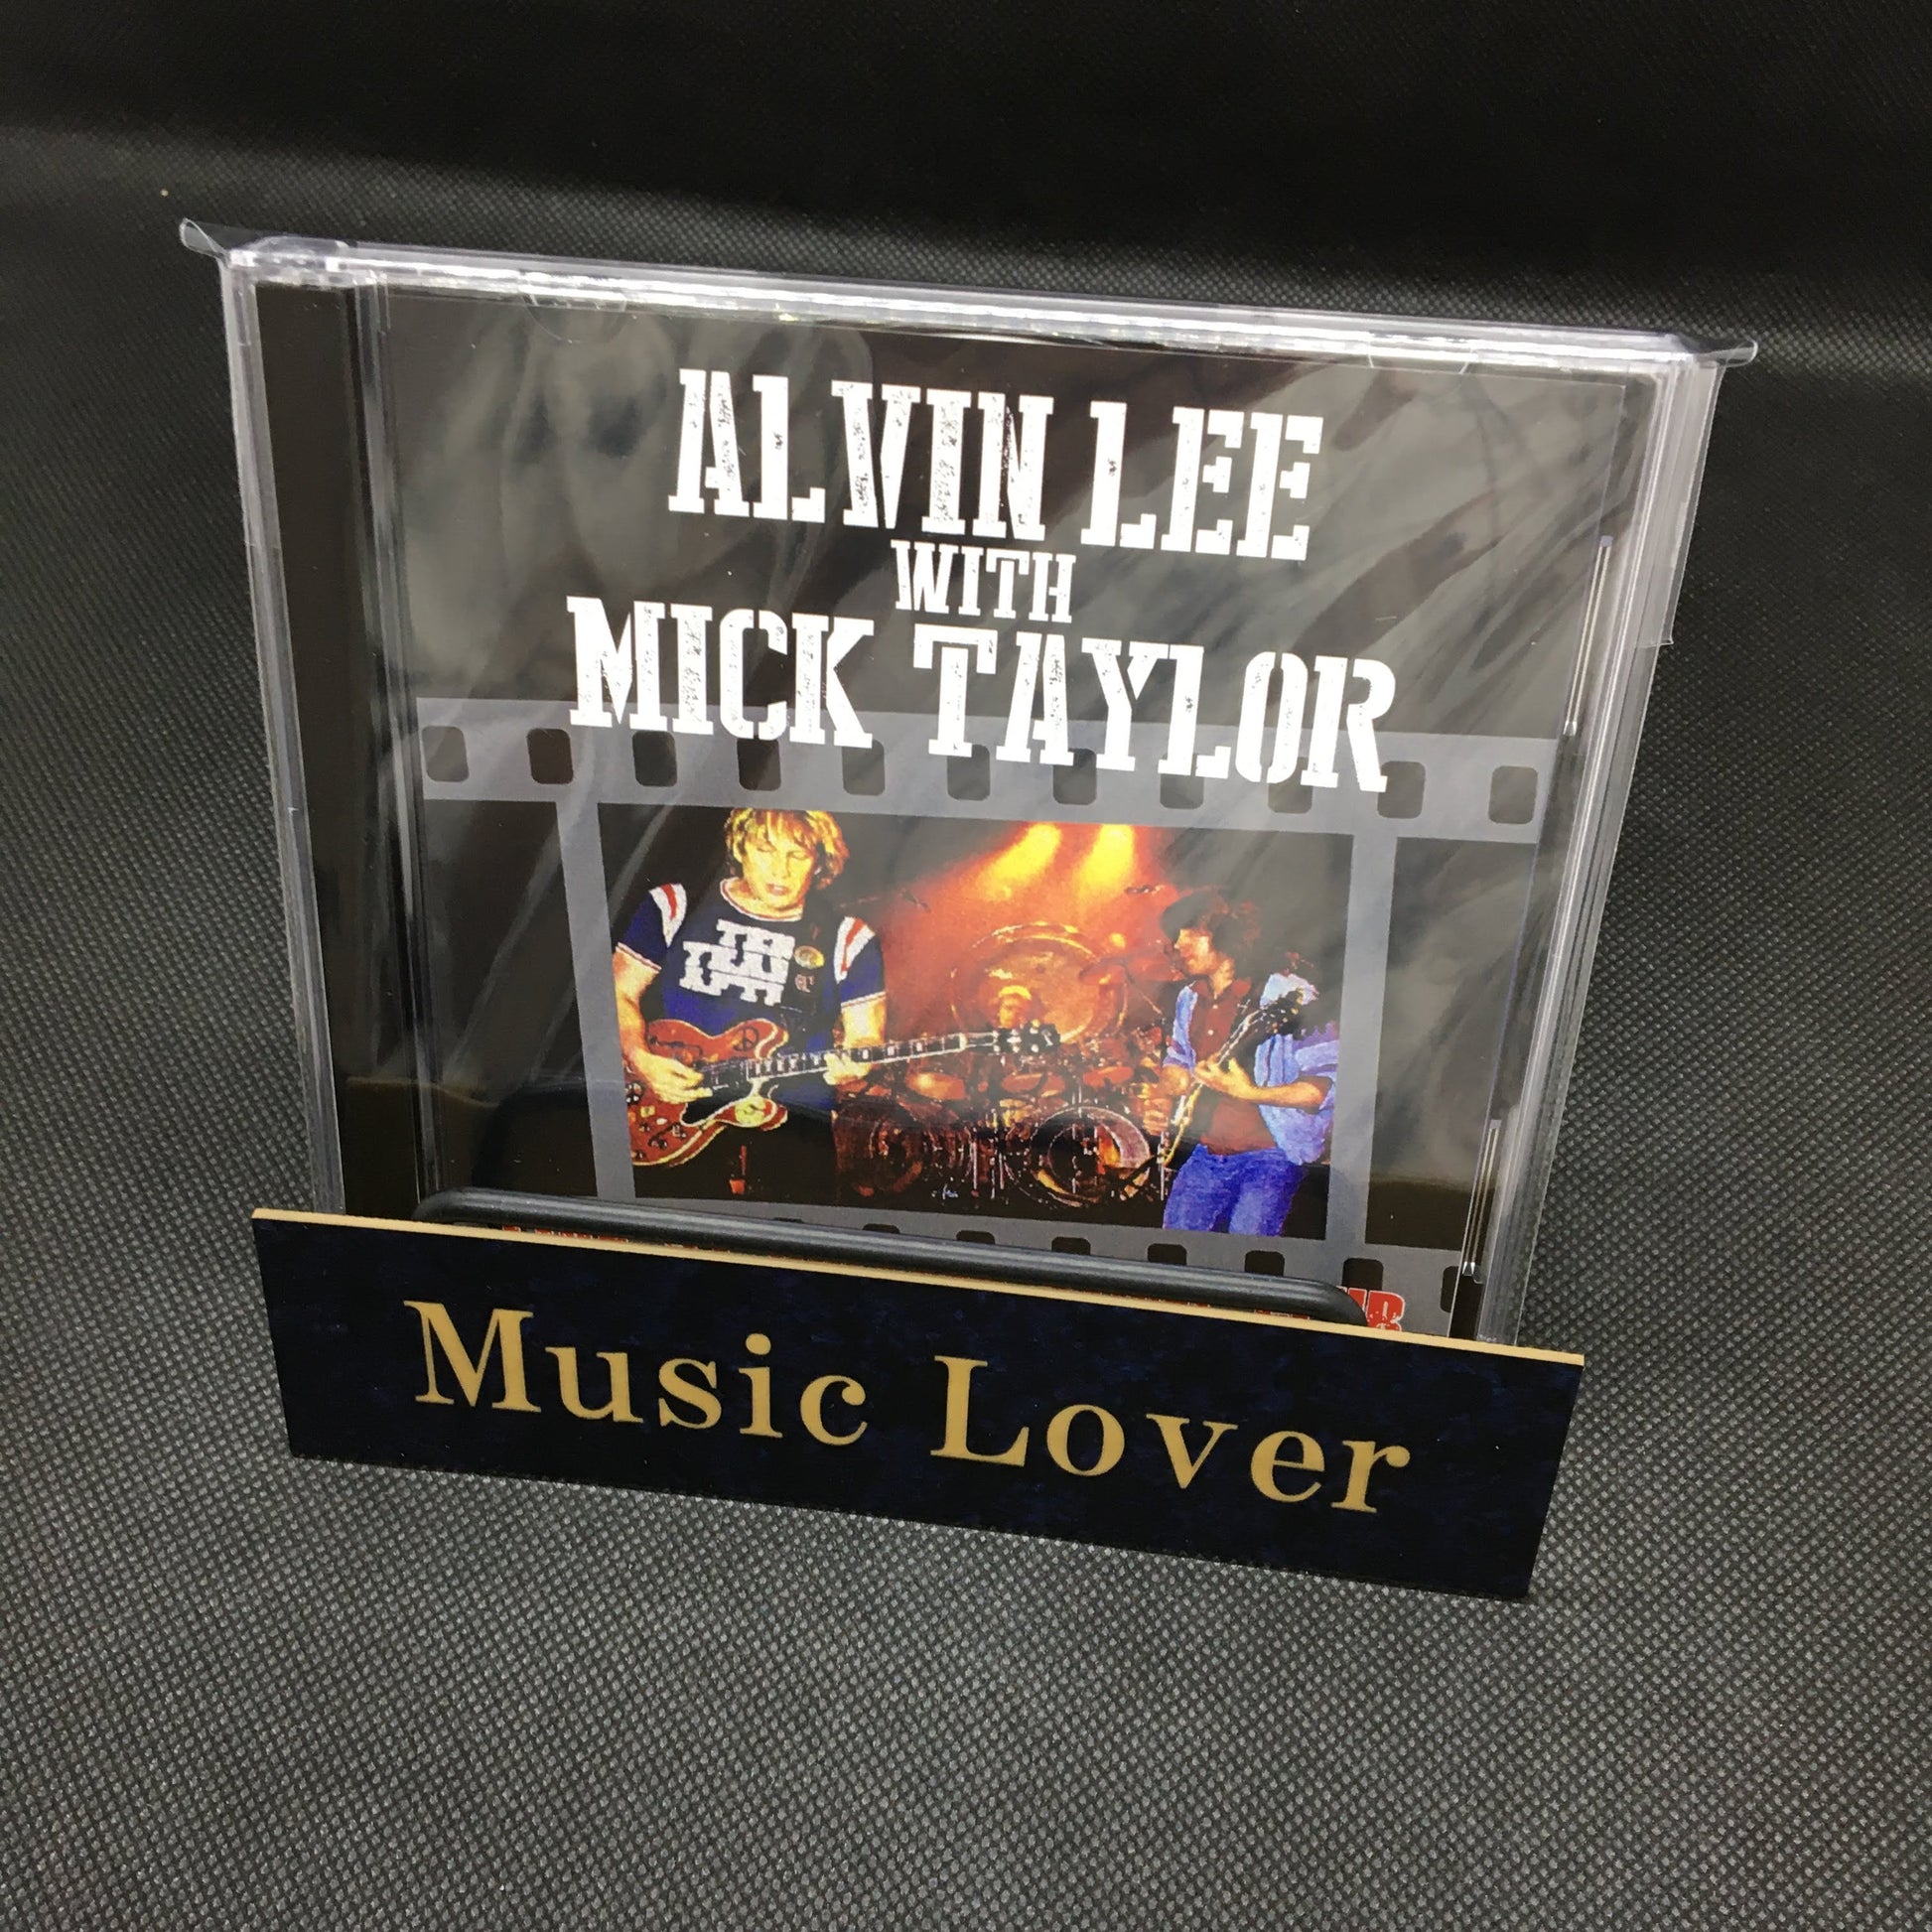 ALVIN LEE
WITH
MICK TAYLOR
Music Lover